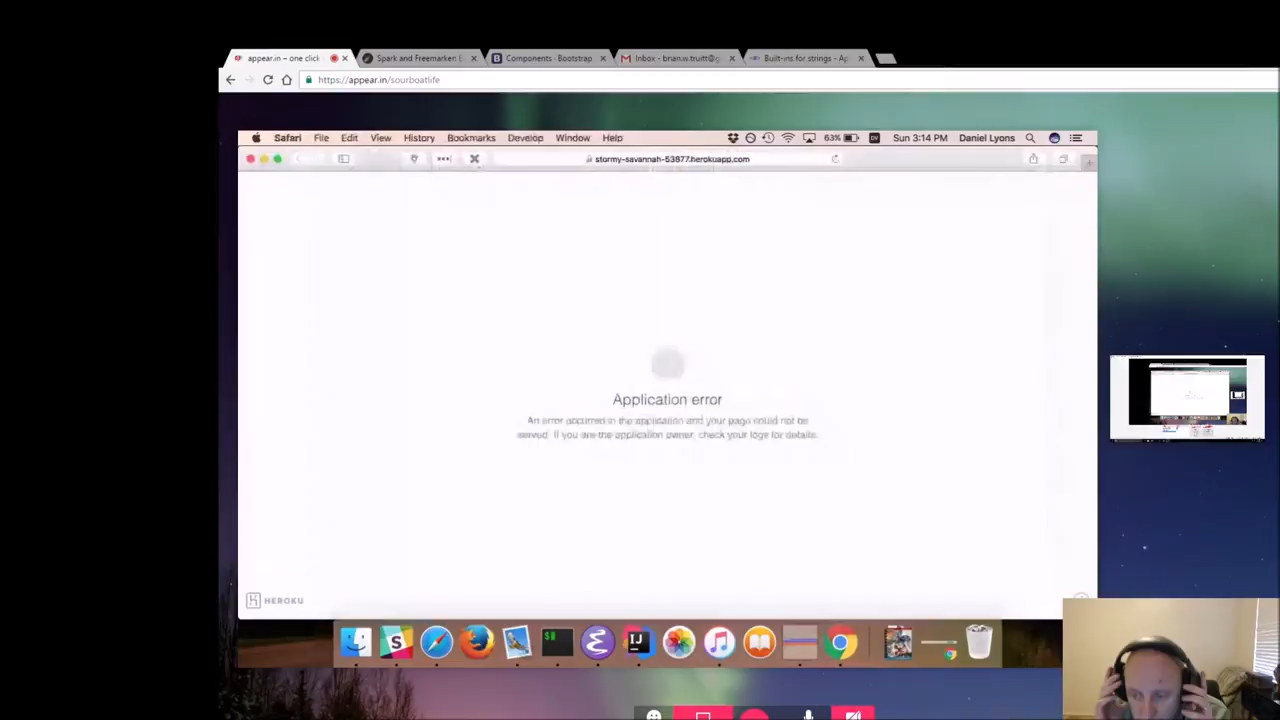 appear.in – one click
Spark and Freemarker:
Components · Bootstrap
Inbox - brian.w.truitt@g
Built-ins for strings - Ap
https://appear.in/sourboatlife
Safari File Edit View History Bookmarks Develop Window Help 63% DV Sun 3:14 PM Daniel Lyons
stormy-savannah-53877.herokuapp.com
Application error
An error occurred in the application and your page could not be
served. If you are the application owner, check your logs for details.
HEROKU
S
$
IJ